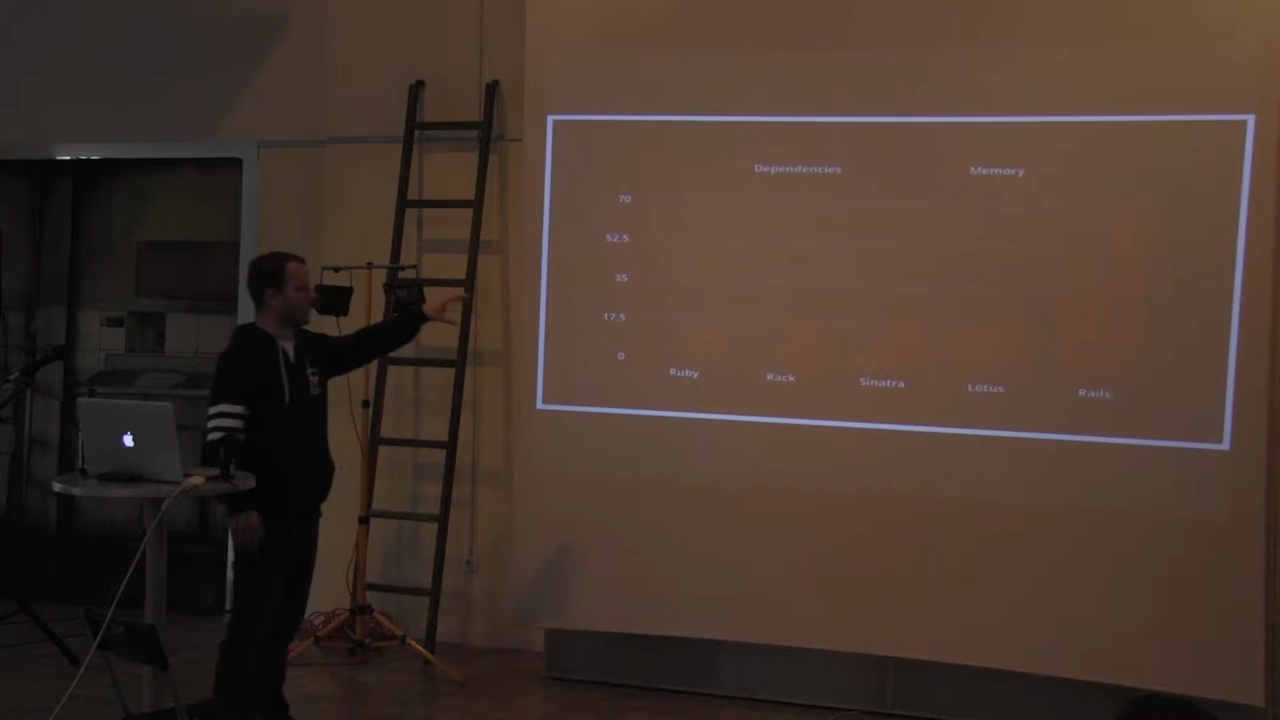 Dependencies Memory
70
52,5
35
17,5
0
Ruby Rack Sinatra Lotus Rails